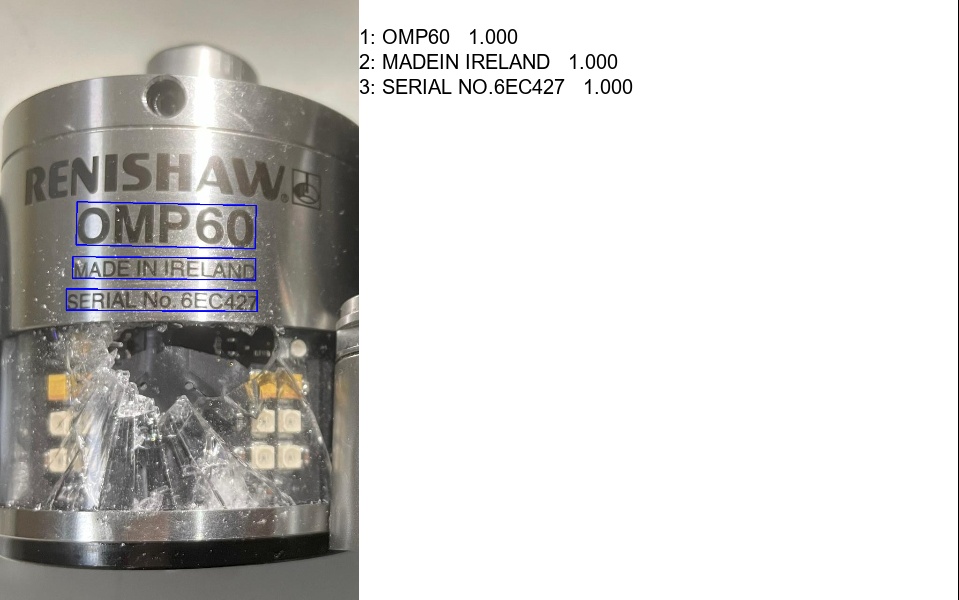 RENISHAW.
OMP60
MADE IN IRELAND
SERIAL No. 6EC427
1: OMP60 1.000
2: MADEIN IRELAND 1.000
3: SERIAL NO.6EC427 1.000